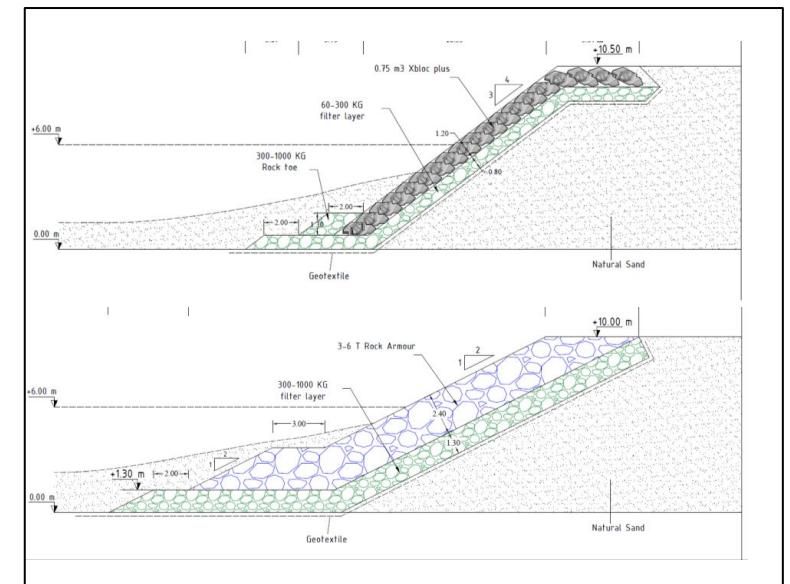 +10.50 m
0.75 m3 Xbloc plus
4
3
60-300 KG
filter layer
+6.00 m
1.20
300-1000 KG
Rock toe
0.80
2.00
2.00
0.00 m
Natural Sand
Geotextile
+10.00 m
3-6 T Rock Armour
2
1
300-1000 KG
filter layer
+6.00 m
2.40
3.00
1.30
2
1
+1.30 m
2.00
0.00 m
Natural Sand
Geotextile